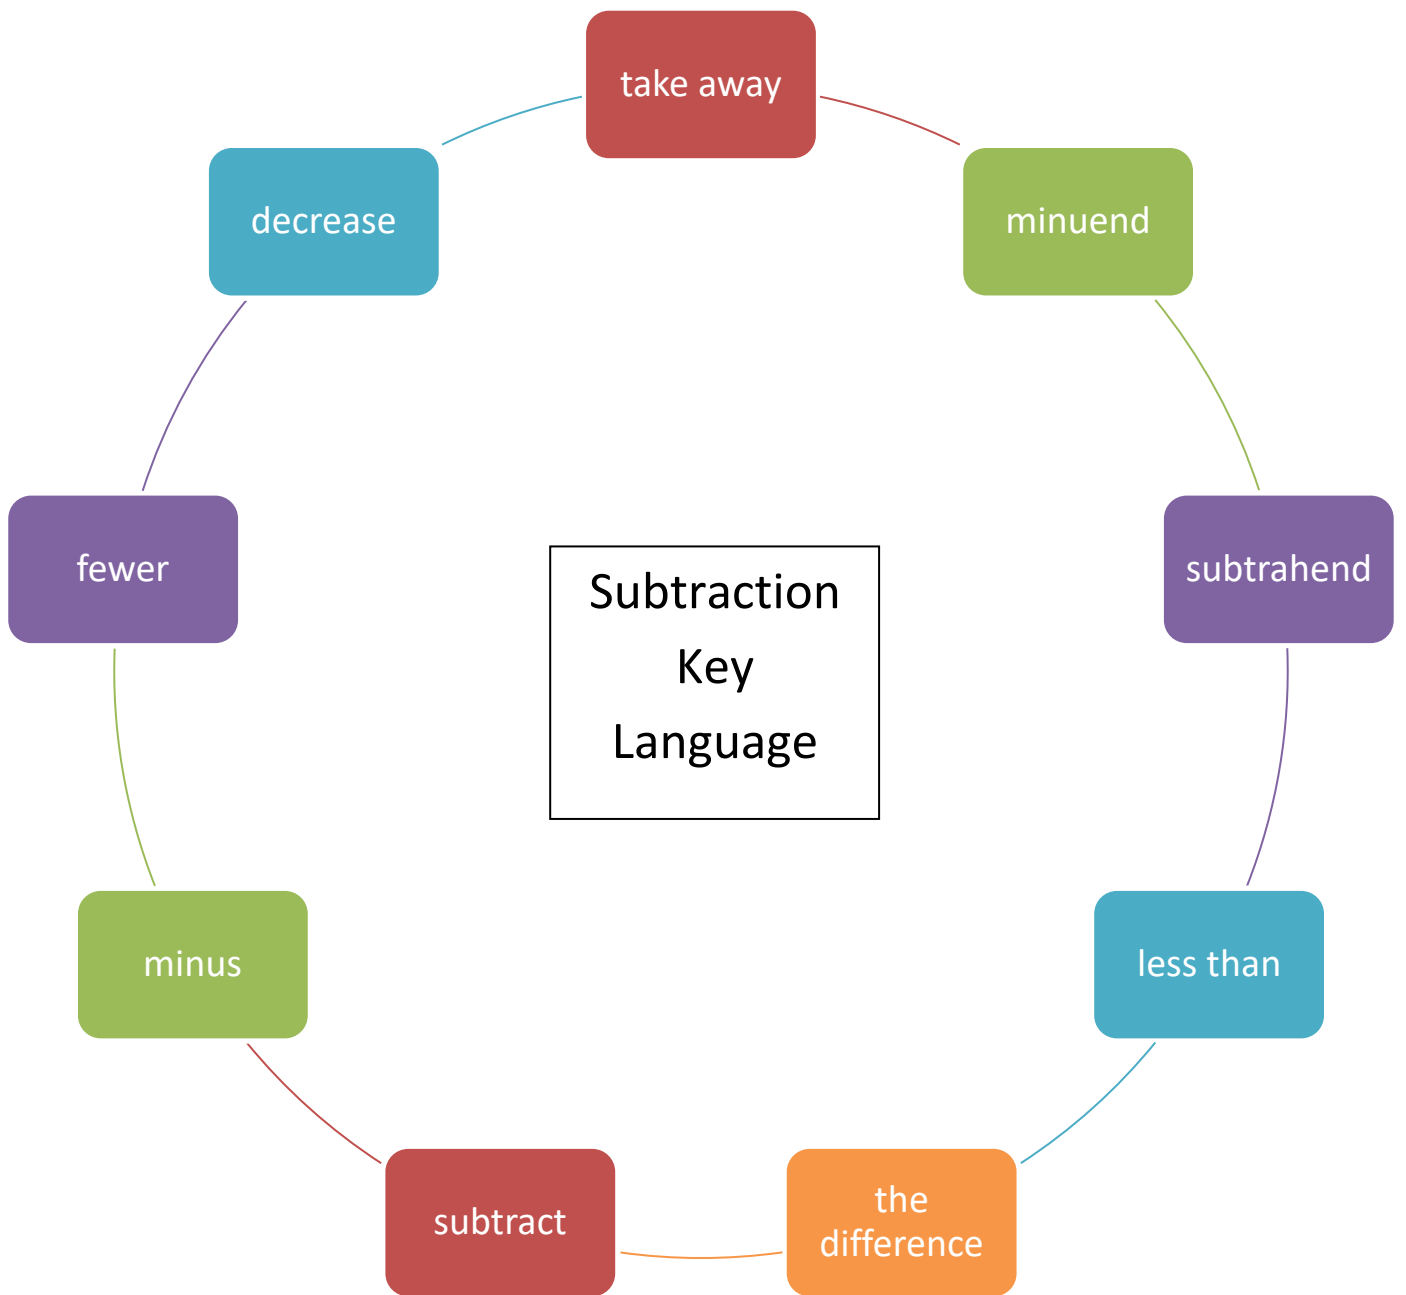 take away
minuend
subtrahend
less than
the
difference
subtract
minus
fewer
decrease
Subtraction
Key
Language